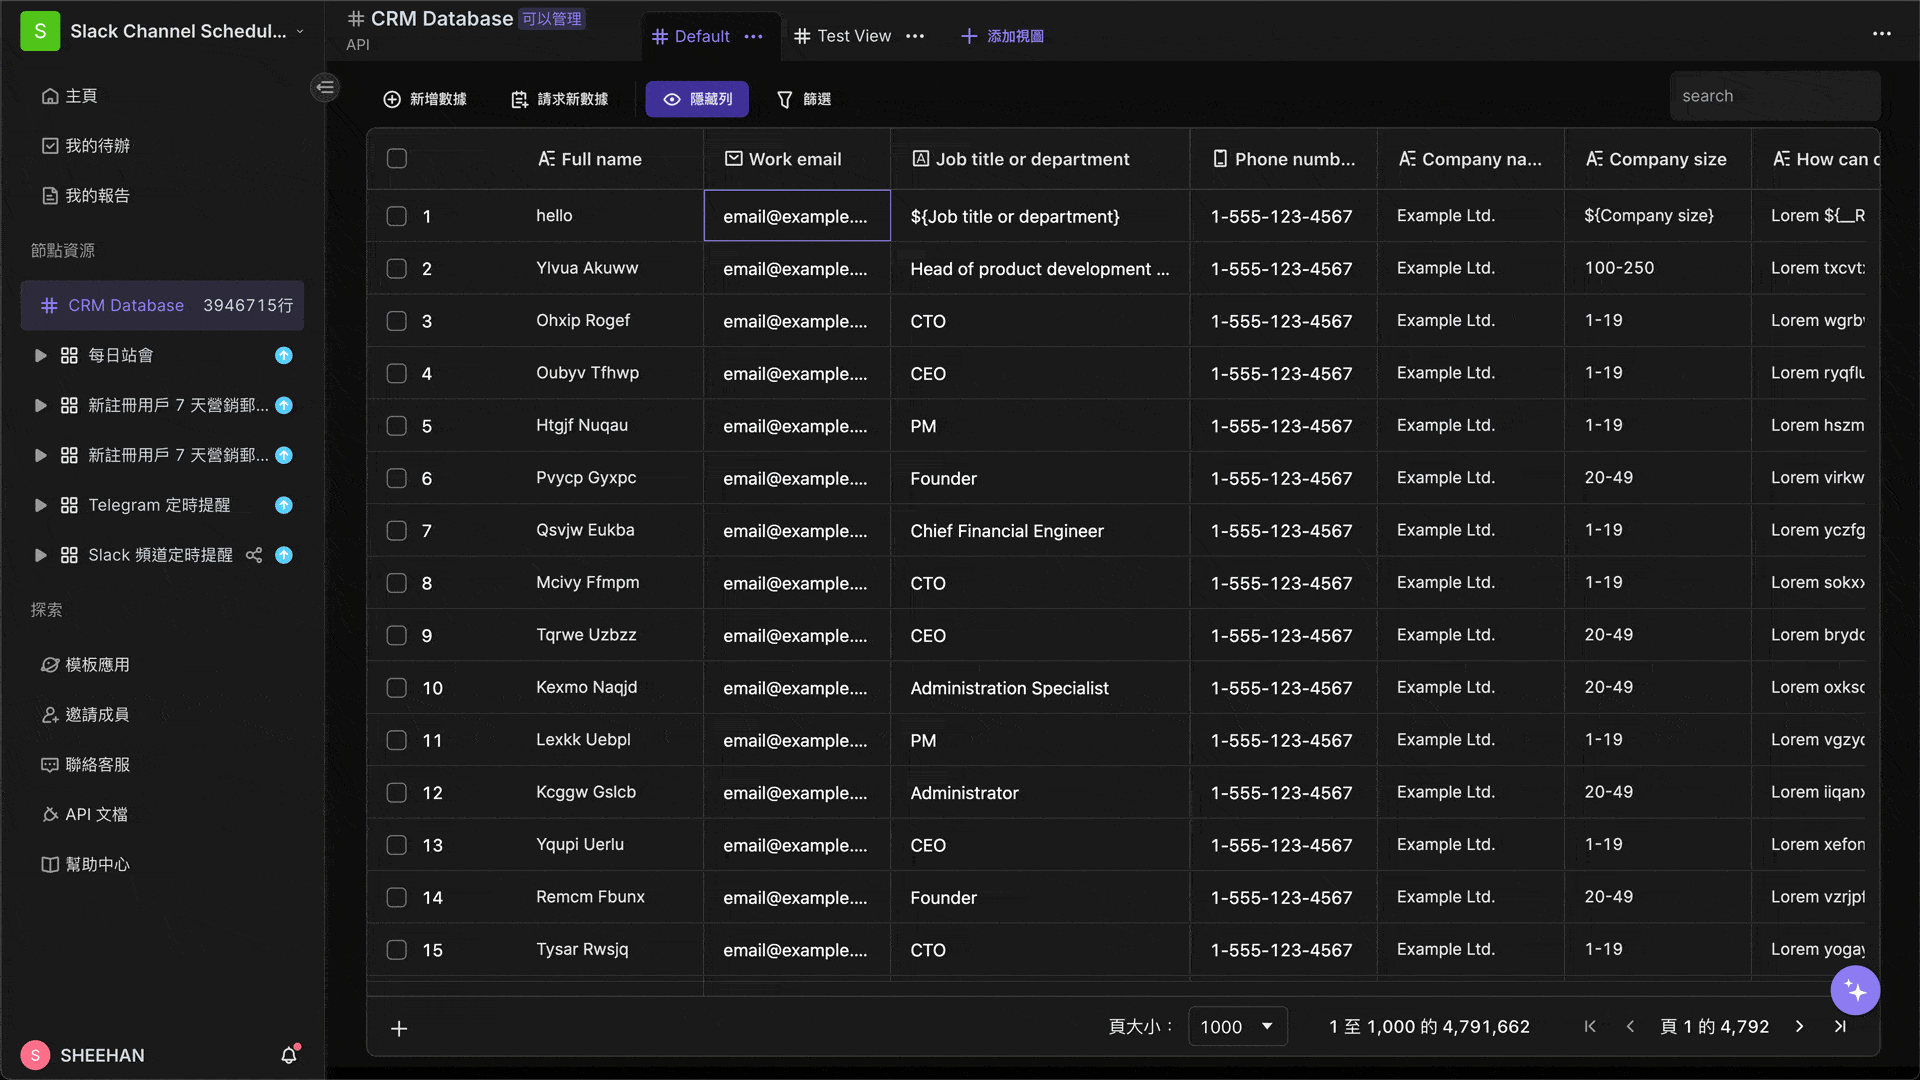 S Slack Channel Schedul...
主頁
我的待辦
我的報告
節點資源
CRM Database 3946715行
每日站會
新註冊用戶 7 天營銷郵...
新註冊用戶 7 天營銷郵...
Telegram 定時提醒
Slack 頻道定時提醒
探索
模板應用
邀請成員
聯絡客服
API 文檔
幫助中心
S SHEEHAN
CRM Database 可以管理
API
Default Test View 添加視圖
新增數據 請求新數據 隱藏列 篩選 search
Full name Work email Job title or department Phone numb... Company na... Company size How can
1 hello email@example.... ${Job title or department} 1-555-123-4567 Example Ltd. ${Company size} Lorem ${__R
2 Ylvua Akuww email@example.... Head of product development ... 1-555-123-4567 Example Ltd. 100-250 Lorem txcvt
3 Ohxip Rogef email@example.... CTO 1-555-123-4567 Example Ltd. 1-19 Lorem wgrb
4 Oubyv Tfhwp email@example.... CEO 1-555-123-4567 Example Ltd. 1-19 Lorem ryqflu
5 Htgjf Nuqau email@example.... PM 1-555-123-4567 Example Ltd. 1-19 Lorem hszm
6 Pvycp Gyxpc email@example.... Founder 1-555-123-4567 Example Ltd. 20-49 Lorem virkw
7 Qsvjw Eukba email@example.... Chief Financial Engineer 1-555-123-4567 Example Ltd. 1-19 Lorem yczfg
8 Mcivy Ffmpm email@example.... CTO 1-555-123-4567 Example Ltd. 1-19 Lorem sokxx
9 Tqrwe Uzbzz email@example.... CEO 1-555-123-4567 Example Ltd. 20-49 Lorem brydc
10 Kexmo Naqjd email@example.... Administration Specialist 1-555-123-4567 Example Ltd. 20-49 Lorem oxksc
11 Lexkk Uebpl email@example.... PM 1-555-123-4567 Example Ltd. 1-19 Lorem vgzyc
12 Kcggw Gslcb email@example.... Administrator 1-555-123-4567 Example Ltd. 20-49 Lorem iiqanx
13 Yqupi Uerlu email@example.... CEO 1-555-123-4567 Example Ltd. 1-19 Lorem xefon
14 Remcm Fbunx email@example.... Founder 1-555-123-4567 Example Ltd. 20-49 Lorem vzrjpf
15 Tysar Rwsjq email@example.... CTO 1-555-123-4567 Example Ltd. 1-19 Lorem yogay
頁大小： 1000 1 至 1,000 的 4,791,662 頁 1 的 4,792